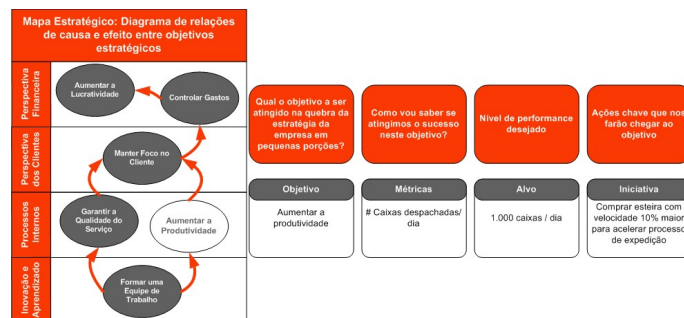 Mapa Estratégico: Diagrama de relações
de causa e efeito entre objetivos
estratégicos
Perspectiva
Financeira
Aumentar a
Lucratividade
Controlar Gastos
Perspectiva
dos Clientes
Manter Foco no
Cliente
Processos
Internos
Garantir a
Qualidade do
Serviço
Aumentar a
Produtividade
Inovação e
Aprendizado
Formar uma
Equipe de
Trabalho
Qual o objetivo a ser
atingido na quebra da
estratégia da
empresa em
pequenas porções?
Objetivo
Aumentar a
produtividade
Como vou saber se
atingimos o sucesso
neste objetivo?
Métricas
# Caixas despachadas/
dia
Nível de performance
desejado
Alvo
1.000 caixas / dia
Ações chave que nos
farão chegar ao
objetivo
Iniciativa
Comprar esteira com
velocidade 10% maior
para acelerar processo
de expedição